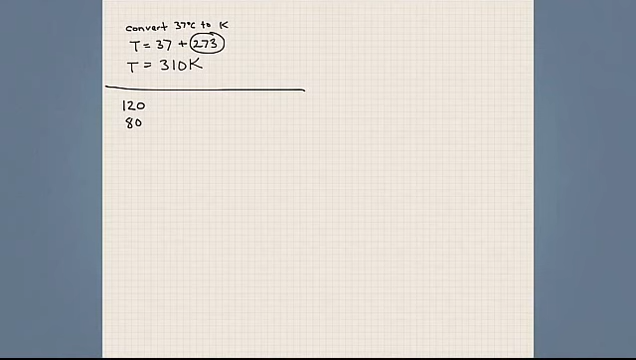 convert 37°C to K
T = 37 + 273
T = 310K
120
80